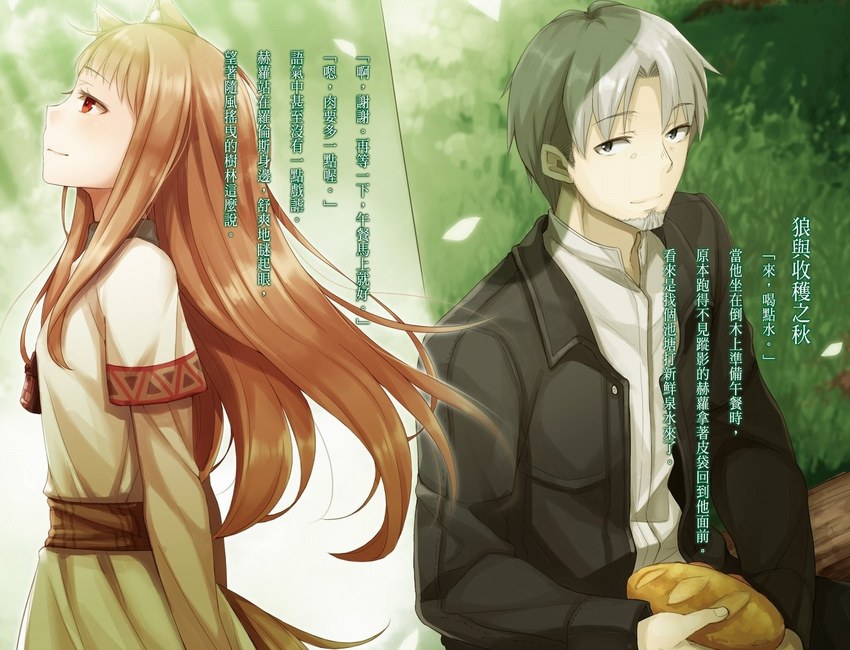 狼與收穫之秋
「來，喝點水。」
當他坐在倒木上準備午餐時，
原本跑得不見蹤影的赫蘿拿著皮袋回到他面前。
看來是找個池塘打新鮮泉水來了。
「啊，謝謝。再等一下，午餐馬上就好。」
「嗯，肉要多一點喔。」
語氣中甚至沒有一點戲謔。
赫蘿站在羅倫斯身邊，舒爽地瞇起眼，
望著隨風搖曳的樹林這麼說。